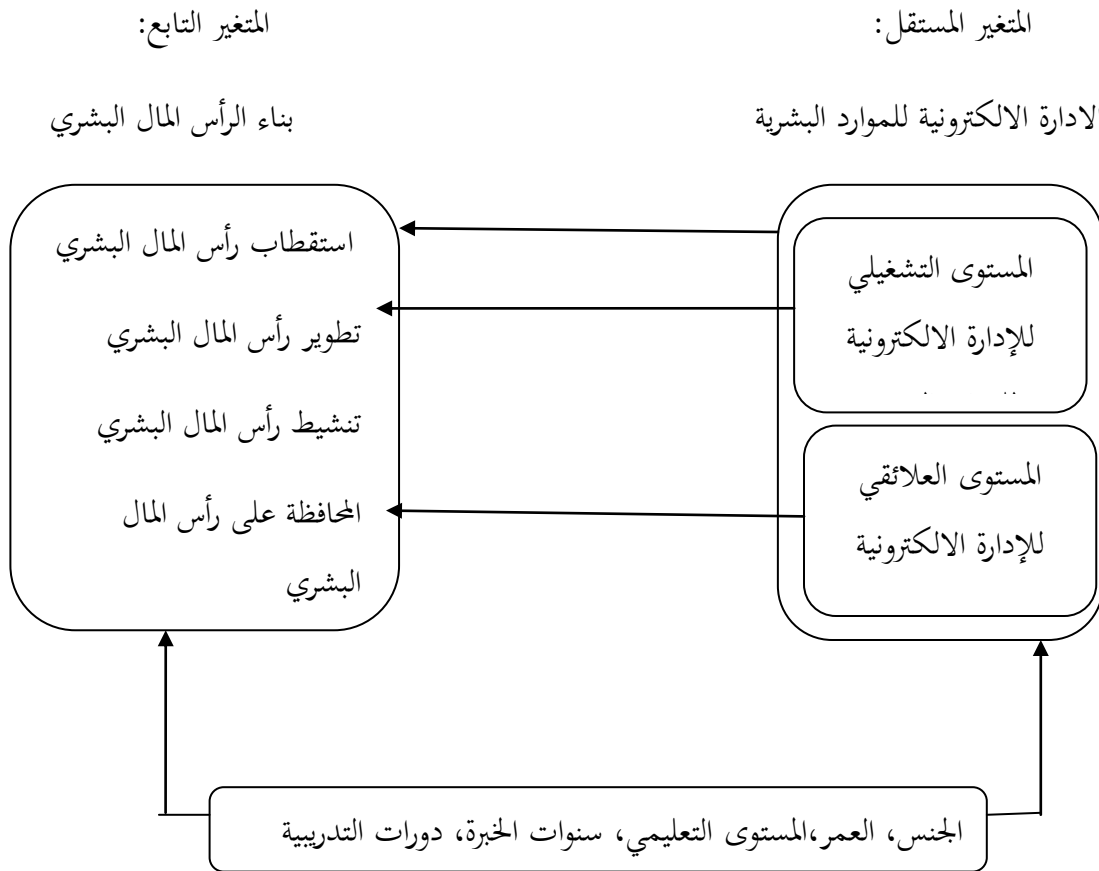 المتغير المستقل:
المتغير التابع:
الادارة الالكترونية للموارد البشرية
بناء الرأس المال البشري
المستوى التشغيلي
للإدارة الالكترونية
المستوى العلائقي
للإدارة الالكترونية
استقطاب رأس المال البشري
تطوير رأس المال البشري
تنشيط رأس المال البشري
المحافظة على رأس المال
البشري
الجنس، العمر،المستوى التعليمي، سنوات الخبرة، دورات التدريبية